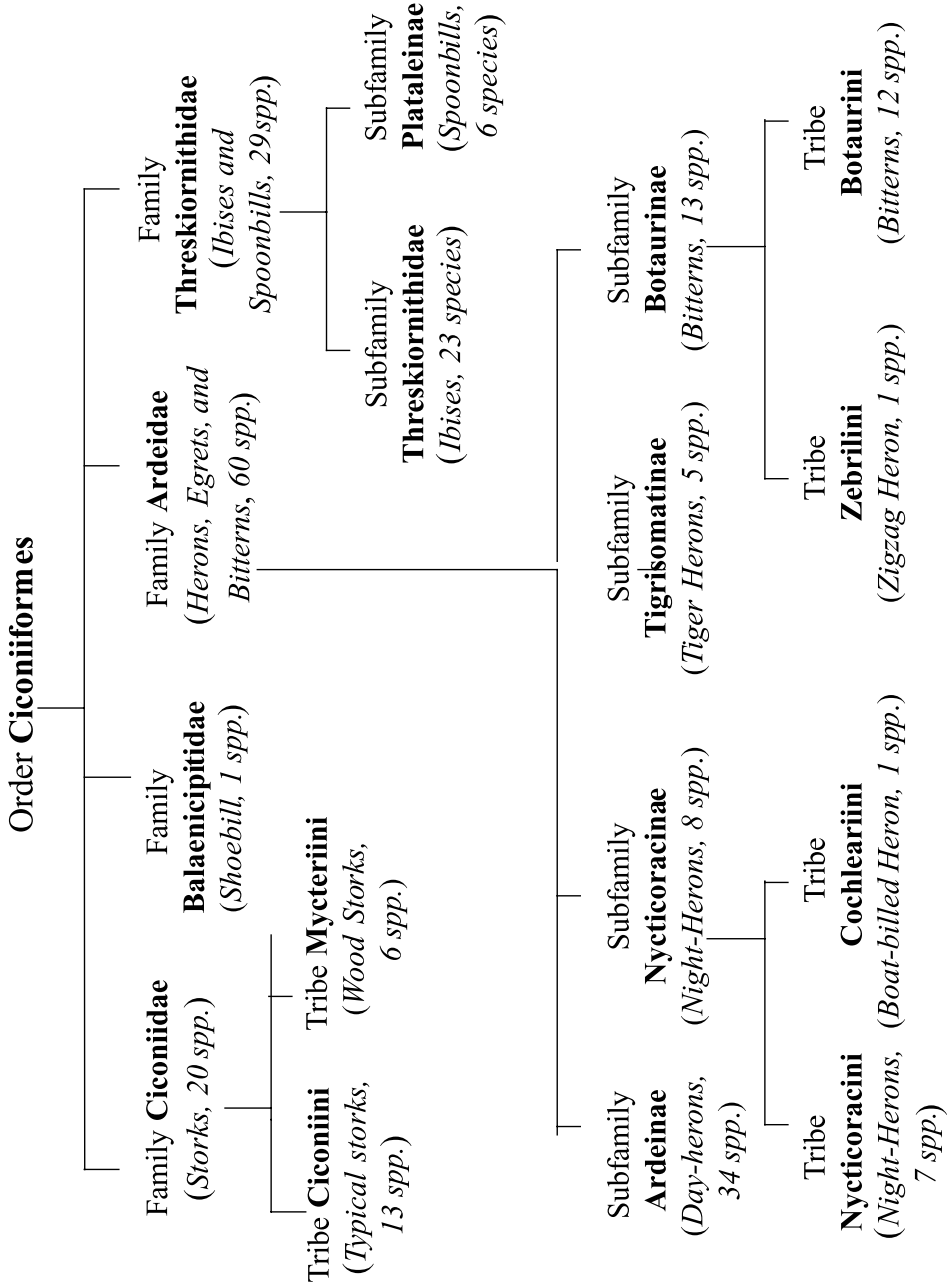 Order Ciconiiformes
Family Ciconiidae
(Storks, 20 spp.)
Family
Balaenicipitidae
(Shoebill, 1 spp.)
Family Ardeidae
(Herons, Egrets, and
Bitterns, 60 spp.)
Family
Threskiornithidae
(Ibises and
Spoonbills, 29spp.)
Tribe Ciconiini
(Typical storks,
13 spp.)
Tribe Mycteriini
(Wood Storks,
6 spp.)
Subfamily
Threskiornithidae
(Ibises, 23 species)
Subfamily
Plataleinae
(Spoonbills,
6 species)
Subfamily
Ardeinae
(Day-herons,
34 spp.)
Subfamily
Nycticoracinae
(Night-Herons, 8 spp.)
Subfamily
Tigrisomatinae
(Tiger Herons, 5 spp.)
Subfamily
Botaurinae
(Bitterns, 13 spp.)
Tribe
Nycticoracini
(Night-Herons,
7 spp.)
Tribe
Cochleariini
(Boat-billed Heron, 1 spp.)
Tribe
Zebrilini
(Zigzag Heron, 1 spp.)
Tribe
Botaurini
(Bitterns, 12 spp.)